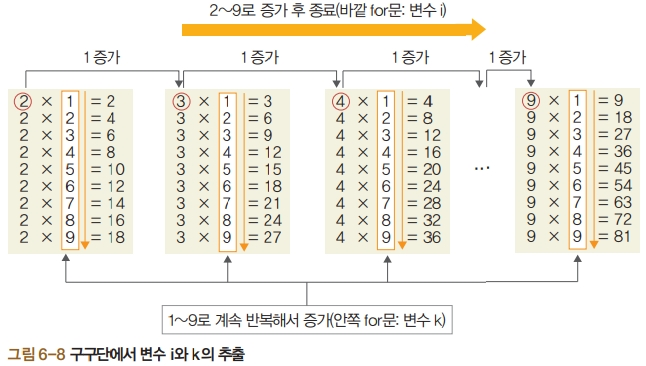 2~9로 증가 후 종료(바깥 for문: 변수 i)
1 증가 1 증가 1 증가 1 증가
2 × 1 = 2 3 × 1 = 3 4 × 1 = 4 9 × 1 = 9
2 × 2 = 4 3 × 2 = 6 4 × 2 = 8 9 × 2 = 18
2 × 3 = 6 3 × 3 = 9 4 × 3 = 12 9 × 3 = 27
2 × 4 = 8 3 × 4 = 12 4 × 4 = 16 9 × 4 = 36
2 × 5 = 10 3 × 5 = 15 4 × 5 = 20 ... 9 × 5 = 45
2 × 6 = 12 3 × 6 = 18 4 × 6 = 24 9 × 6 = 54
2 × 7 = 14 3 × 7 = 21 4 × 7 = 28 9 × 7 = 63
2 × 8 = 16 3 × 8 = 24 4 × 8 = 32 9 × 8 = 72
2 × 9 = 18 3 × 9 = 27 4 × 9 = 36 9 × 9 = 81
1~9로 계속 반복해서 증가(안쪽 for문: 변수 k)
그림 6-8 구구단에서 변수 i와 k의 추출